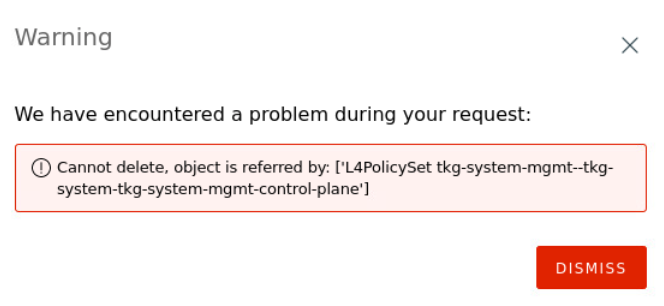 Warning
We have encountered a problem during your request:
Cannot delete, object is referred by: ['L4PolicySet tkg-system-mgmt--tkg-
system-tkg-system-mgmt-control-plane']
DISMISS